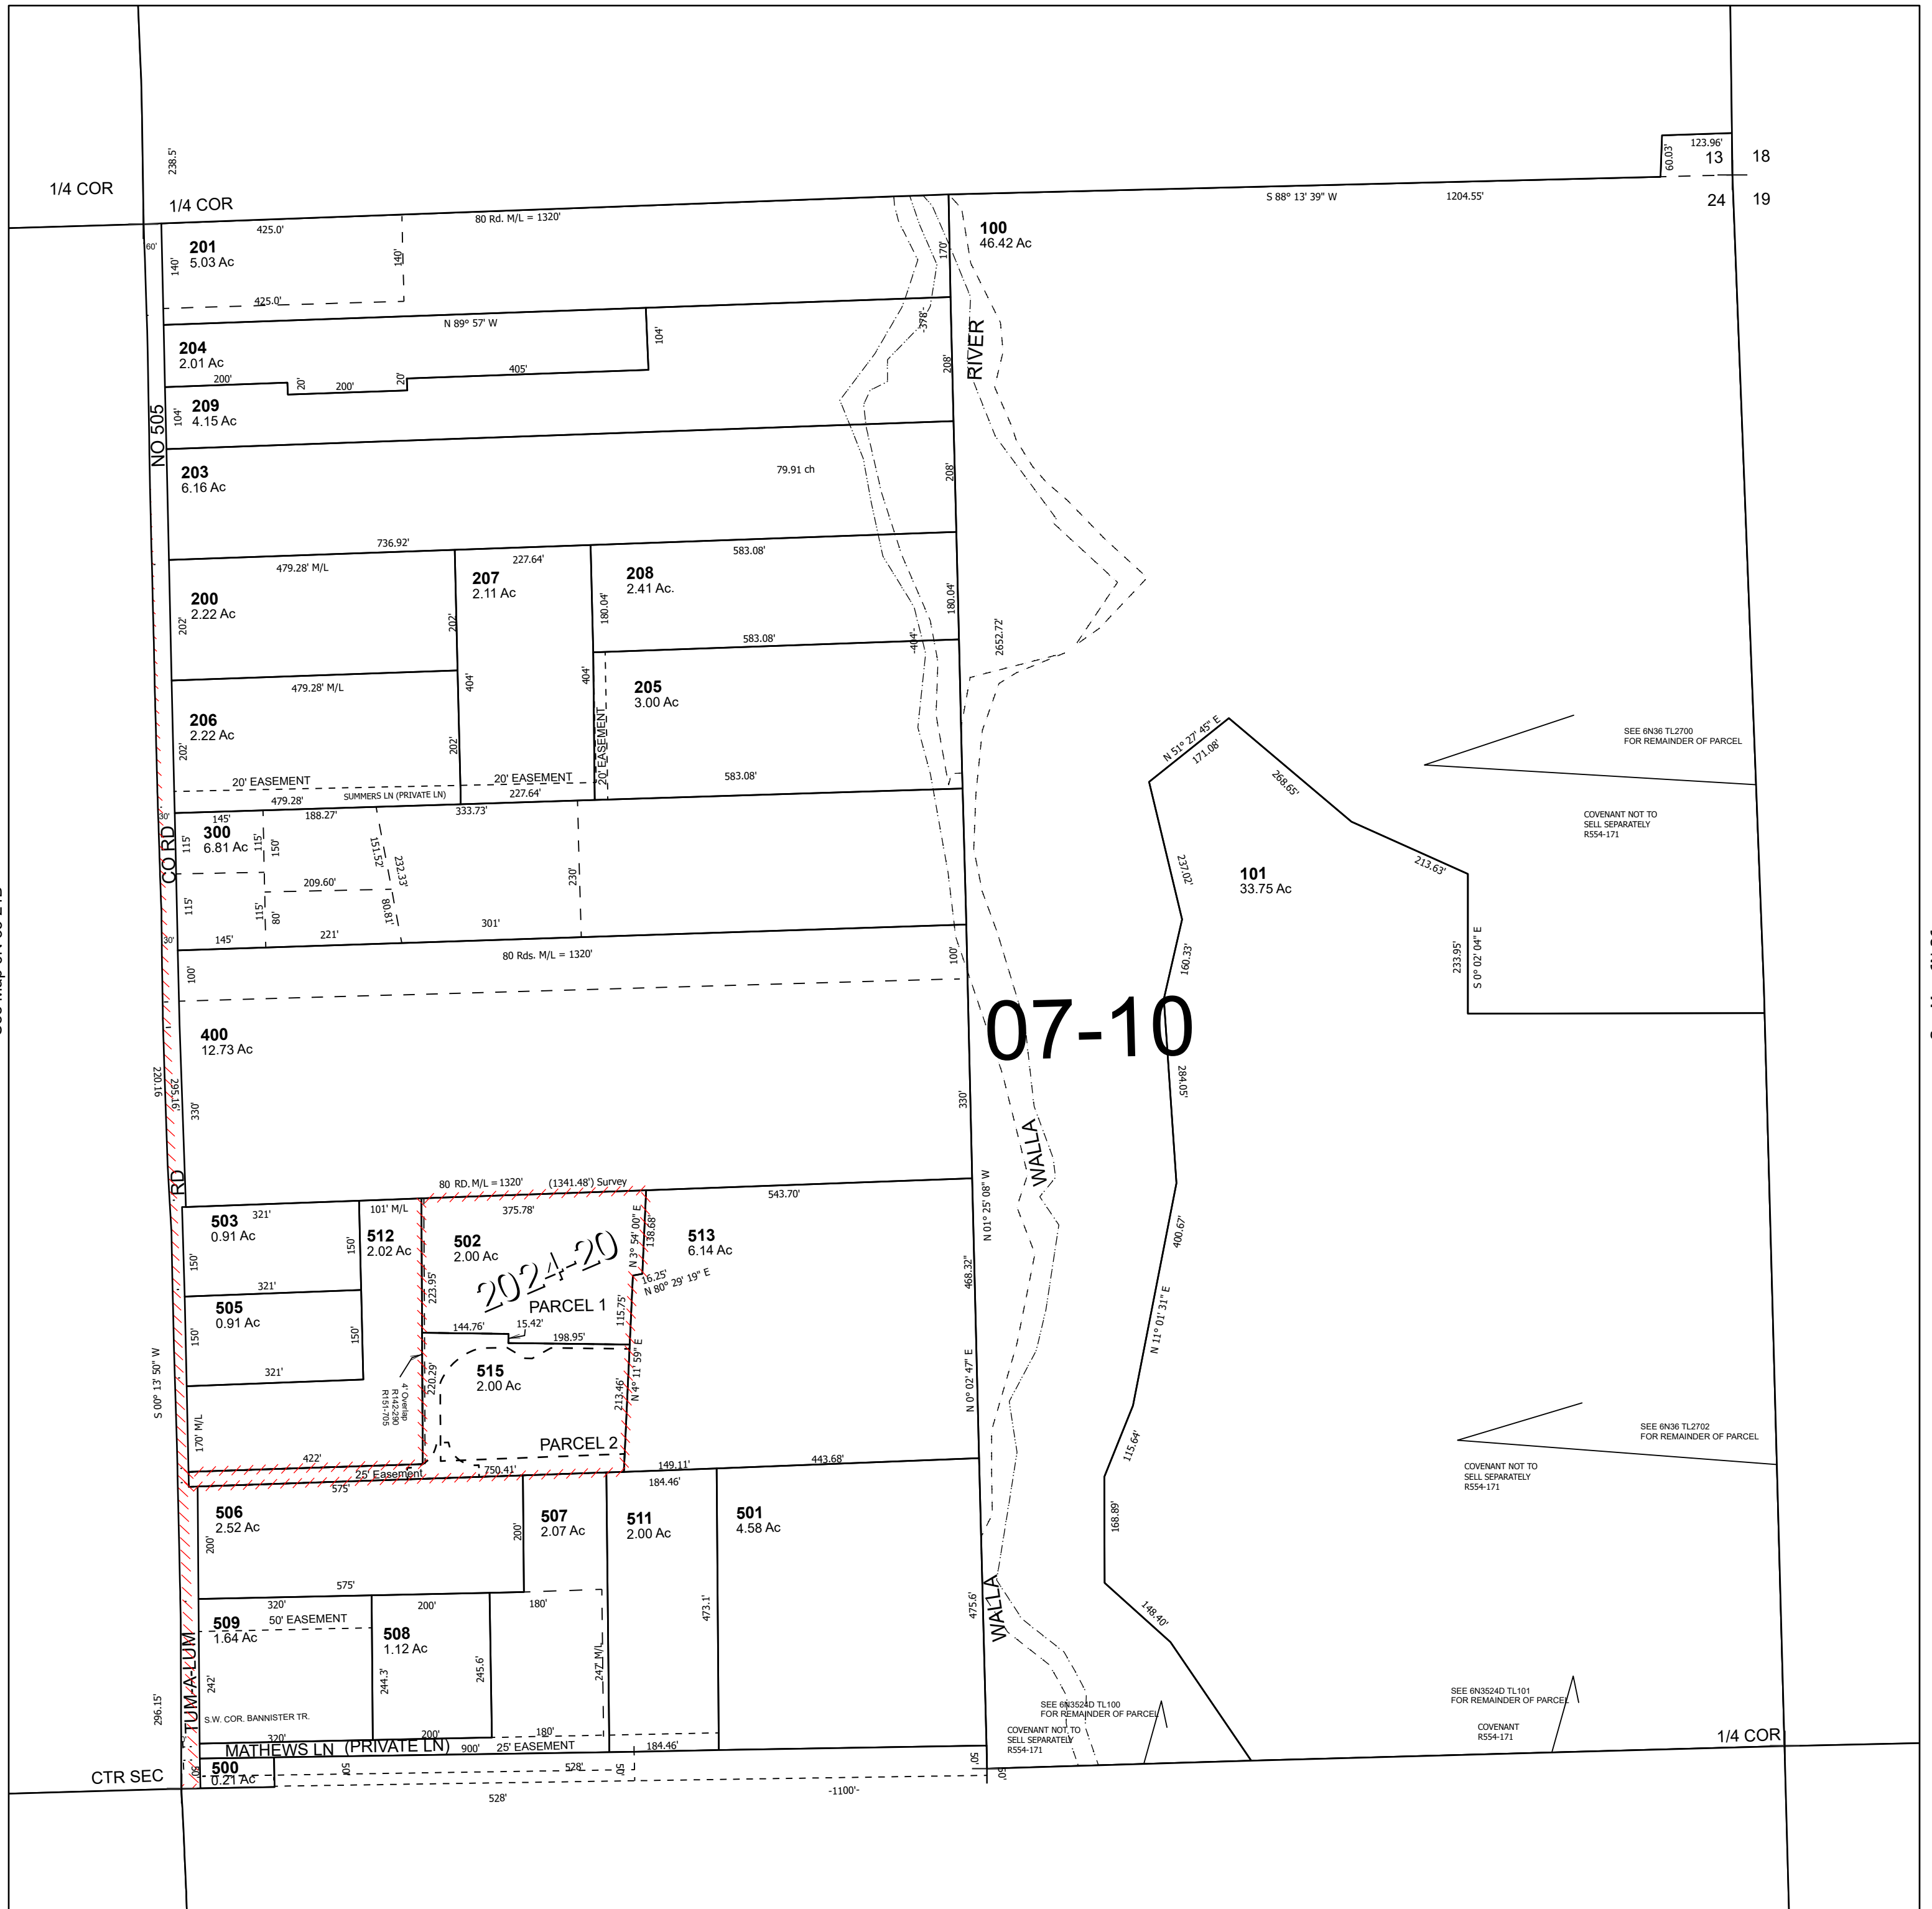 238.5'
1/4 COR
1/4 COR
60.03'
123.96'
13
18
24
19
S 88° 13' 39" W
1204.55'
80 Rd. M/L = 1320'
425.0'
60'
201
5.03 Ac
140'
140'
425.0'
170'
100
46.42 Ac
N 89° 57' W
204
2.01 Ac
104'
-378'
RIVER
200'
20'
200'
20'
405'
208'
NO 505
104'
209
4.15 Ac
203
6.16 Ac
79.91 ch
208'
736.92'
227.64'
583.08'
479.28' M/L
200
2.22 Ac
202'
202'
207
2.11 Ac
180.04'
208
2.41 Ac.
180.04'
583.08'
-404'-
2652.72'
479.28' M/L
404'
404'
205
3.00 Ac
206
2.22 Ac
202'
202'
20' EASEMENT
20' EASEMENT
20' EASEMENT
583.08'
479.28'
SUMMERS LN (PRIVATE LN)
227.64'
N 51° 27' 45" E
171.08'
268.65'
SEE 6N36 TL2700
FOR REMAINDER OF PARCEL
COVENANT NOT TO
SELL SEPARATELY
R554-171
30'
145'
188.27'
333.73'
CO RD
300
6.81 Ac
115'
115'
150'
151.52'
232.33'
230'
209.60'
115'
115'
80'
80.81'
30'
145'
221'
301'
237.02'
101
33.75 Ac
213.63'
233.95'
S 0° 02' 04" E
160.33'
80 Rds. M/L = 1320'
100'
100'
07-10
400
12.73 Ac
220.16
295.16'
330'
330'
284.05'
WALLA
RD
80 RD. M/L = 1320'
(1341.48') Survey
543.70'
N 01° 25' 08" W
503
0.91 Ac
321'
150'
150'
101' M/L
512
2.02 Ac
375.78'
502
2.00 Ac
N 3° 54' 00" E
138.68'
513
6.14 Ac
400.67'
2024-20
16.25'
N 80° 29' 19" E
468.32"
321'
505
0.91 Ac
150'
150'
223.95'
PARCEL 1
115.75'
144.76'
15.42'
198.95'
N 11° 01' 31" E
S 00° 13' 50" W
321'
4' Overlap
R142-290
R151-705
220.29'
515
2.00 Ac
213.46'
N 4° 11' 59" E
N 0° 02' 47" E
170' M/L
422'
PARCEL 2
115.64'
SEE 6N36 TL2702
FOR REMAINDER OF PARCEL
COVENANT NOT TO
SELL SEPARATELY
R554-171
25' Easement
750.41'
149.11'
443.68'
575'
184.46'
506
2.52 Ac
200'
200'
507
2.07 Ac
511
2.00 Ac
501
4.58 Ac
168.89'
575'
320'
50' EASEMENT
200'
180'
473.1'
475.6'
WALLA
148.40'
509
1.64 Ac
508
1.12 Ac
242'
244.3'
245.6'
247' M/L
TUM-A-LUM
296.15'
S.W. COR. BANNISTER TR.
320'
200'
180'
MATHEWS LN (PRIVATE LN)
900'
25' EASEMENT
184.46'
SEE 6N3524D TL100
FOR REMAINDER OF PARCEL
COVENANT NOT TO
SELL SEPARATELY
R554-171
SEE 6N3524D TL101
FOR REMAINDER OF PARCEL
COVENANT
R554-171
1/4 COR
CTR SEC
50'
500
0.21 Ac
50'
528'
50'
50'
50'
528'
-1100'-